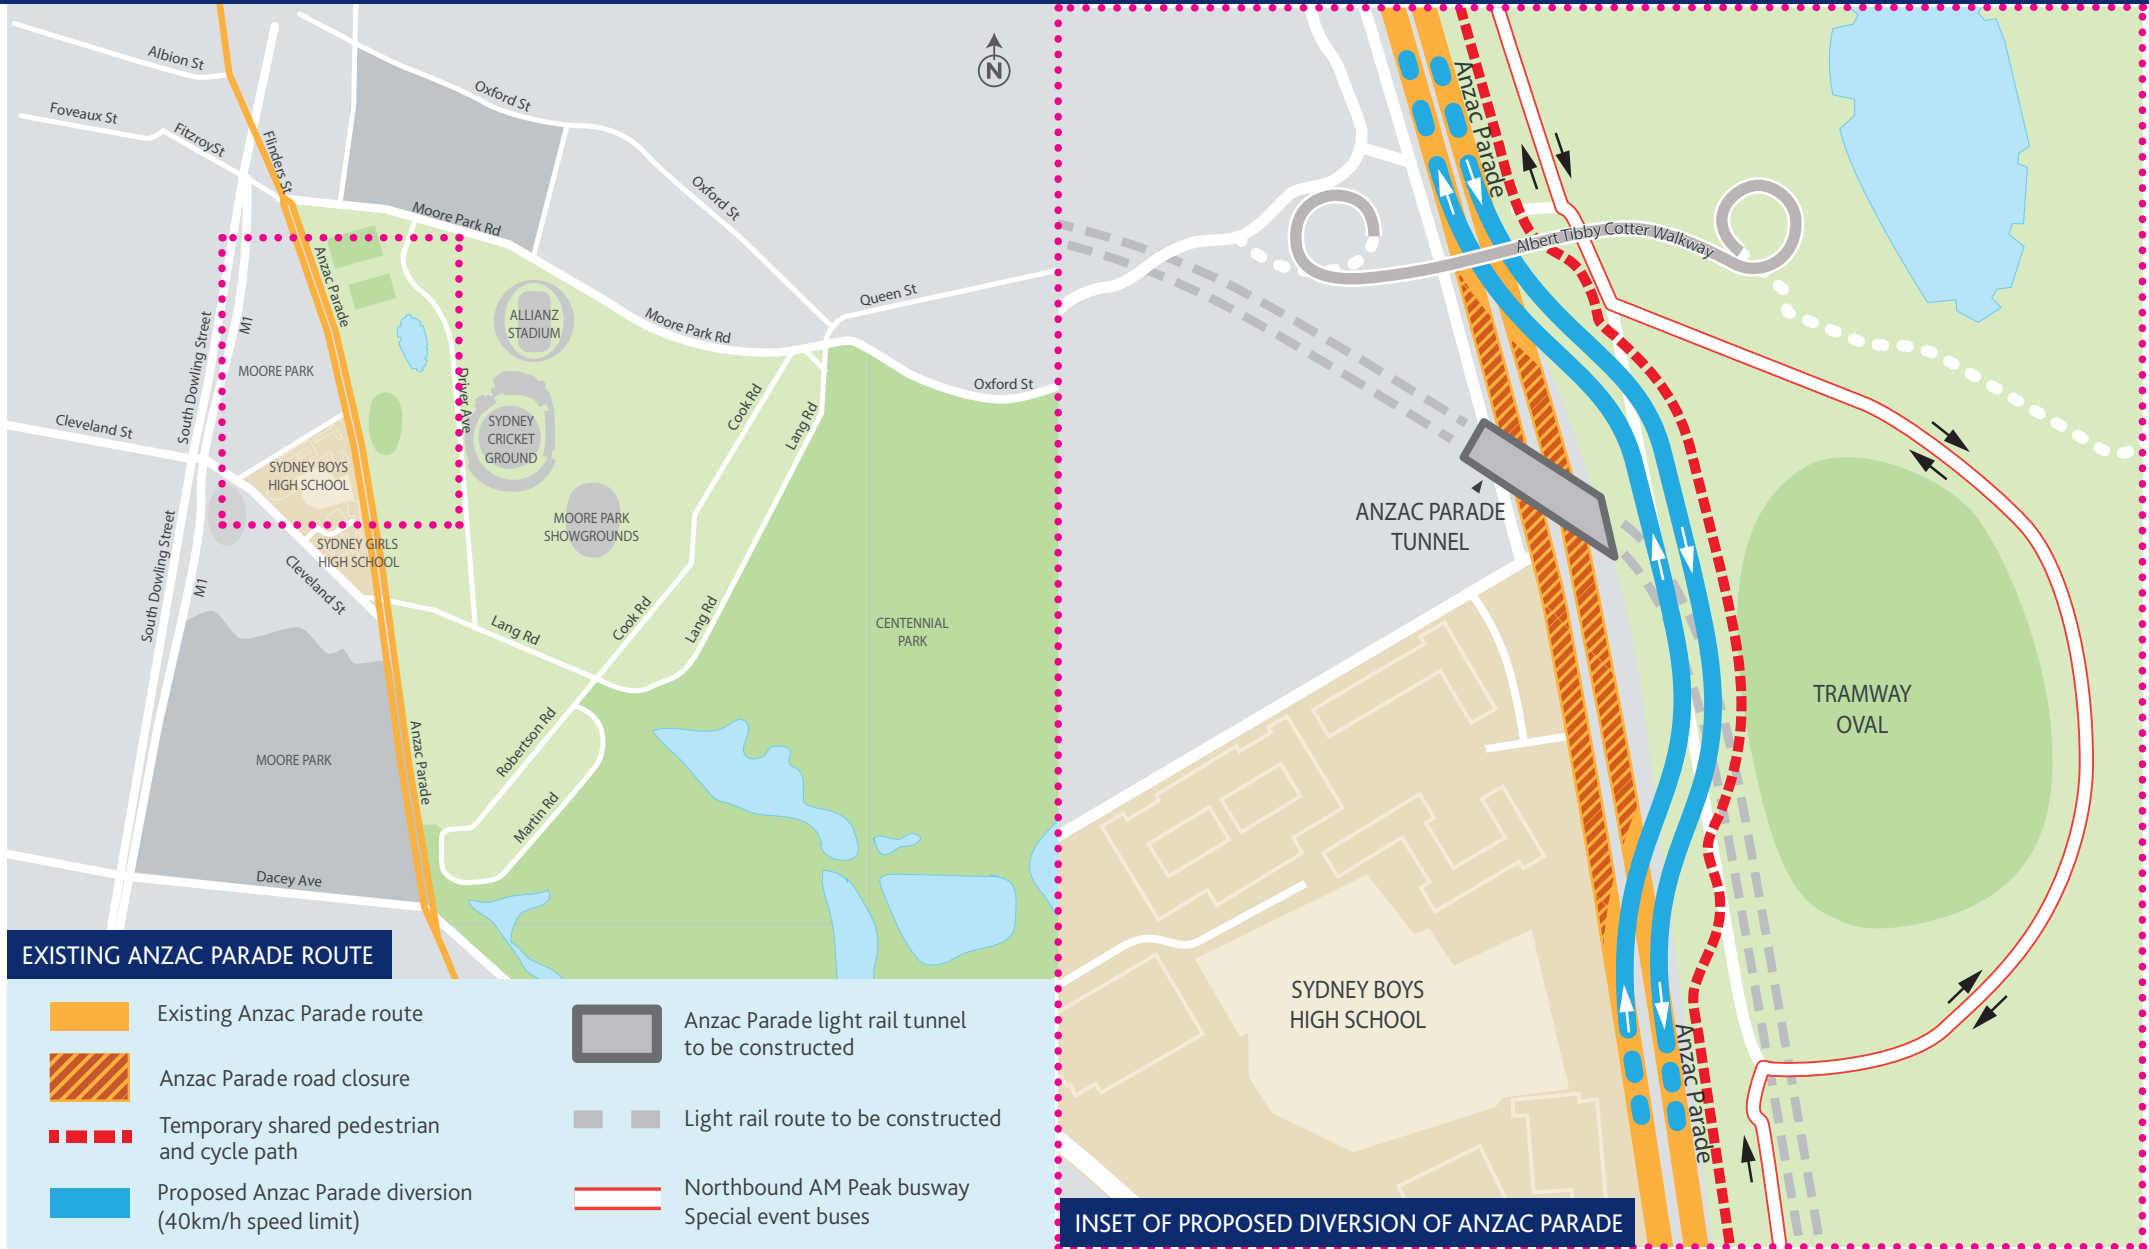 Albion St
Foveaux St
FitzroySt
Flinders St
Oxford St
N
Oxford St
Moore Park Rd
Anzac Parade
South Dowling Street
M1
MOORE PARK
ALLIANZ
STADIUM
Driver Ave
Moore Park Rd
Queen St
Oxford St
Cleveland St
SYDNEY
CRICKET
GROUND
SYDNEY BOYS
HIGH SCHOOL
Cook Rd
Lang Rd
MOORE PARK
SHOWGROUNDS
SYDNEY GIRLS
HIGH SCHOOL
South Dowling Street
M1
Cleveland St
Lang Rd
Cook Rd
Lang Rd
CENTENNIAL
PARK
MOORE PARK
Anzac Parade
Robertson Rd
Martin Rd
Dacey Ave
EXISTING ANZAC PARADE ROUTE
Existing Anzac Parade route
Anzac Parade road closure
Temporary shared pedestrian
and cycle path
Proposed Anzac Parade diversion
(40km/h speed limit)
Anzac Parade light rail tunnel
to be constructed
Light rail route to be constructed
Northbound AM Peak busway
Special event buses
Anzac Parade
Albert Tibby Cotter Walkway
ANZAC PARADE
TUNNEL
TRAMWAY
OVAL
SYDNEY BOYS
HIGH SCHOOL
Anzac Parade
INSET OF PROPOSED DIVERSION OF ANZAC PARADE